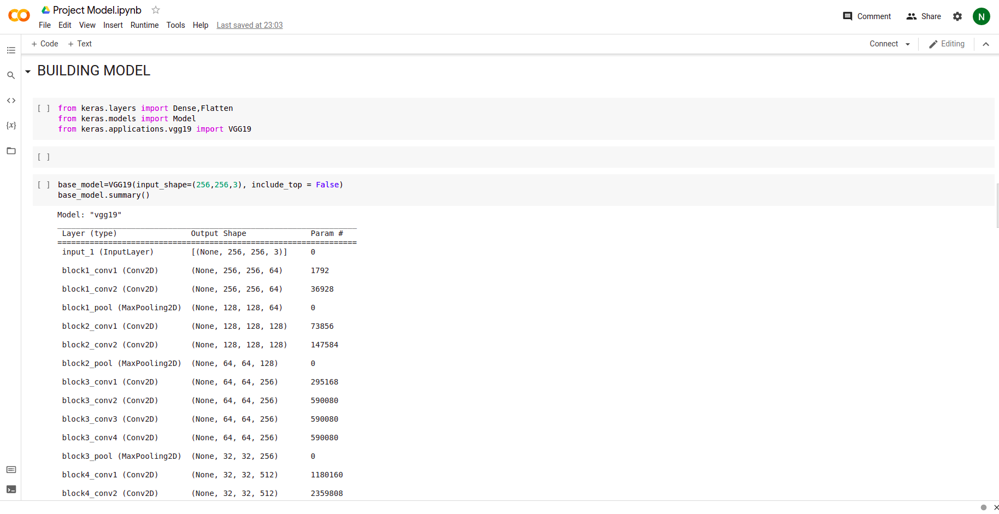 Project Model.ipynb
File Edit View Insert Runtime Tools Help Last saved at 23:03
Comment Share N
+ Code + Text
Connect Editing
BUILDING MODEL
[ ] from keras.layers import Dense,Flatten
from keras.models import Model
from keras.applications.vgg19 import VGG19
[ ]
[ ] base_model=VGG19(input_shape=(256,256,3), include_top = False)
base_model.summary()
Model: "vgg19"
_________________________________________________________________
Layer (type) Output Shape Param #
=================================================================
input_1 (InputLayer) [(None, 256, 256, 3)] 0
block1_conv1 (Conv2D) (None, 256, 256, 64) 1792
block1_conv2 (Conv2D) (None, 256, 256, 64) 36928
block1_pool (MaxPooling2D) (None, 128, 128, 64) 0
block2_conv1 (Conv2D) (None, 128, 128, 128) 73856
block2_conv2 (Conv2D) (None, 128, 128, 128) 147584
block2_pool (MaxPooling2D) (None, 64, 64, 128) 0
block3_conv1 (Conv2D) (None, 64, 64, 256) 295168
block3_conv2 (Conv2D) (None, 64, 64, 256) 590080
block3_conv3 (Conv2D) (None, 64, 64, 256) 590080
block3_conv4 (Conv2D) (None, 64, 64, 256) 590080
block3_pool (MaxPooling2D) (None, 32, 32, 256) 0
block4_conv1 (Conv2D) (None, 32, 32, 512) 1180160
block4_conv2 (Conv2D) (None, 32, 32, 512) 2359808